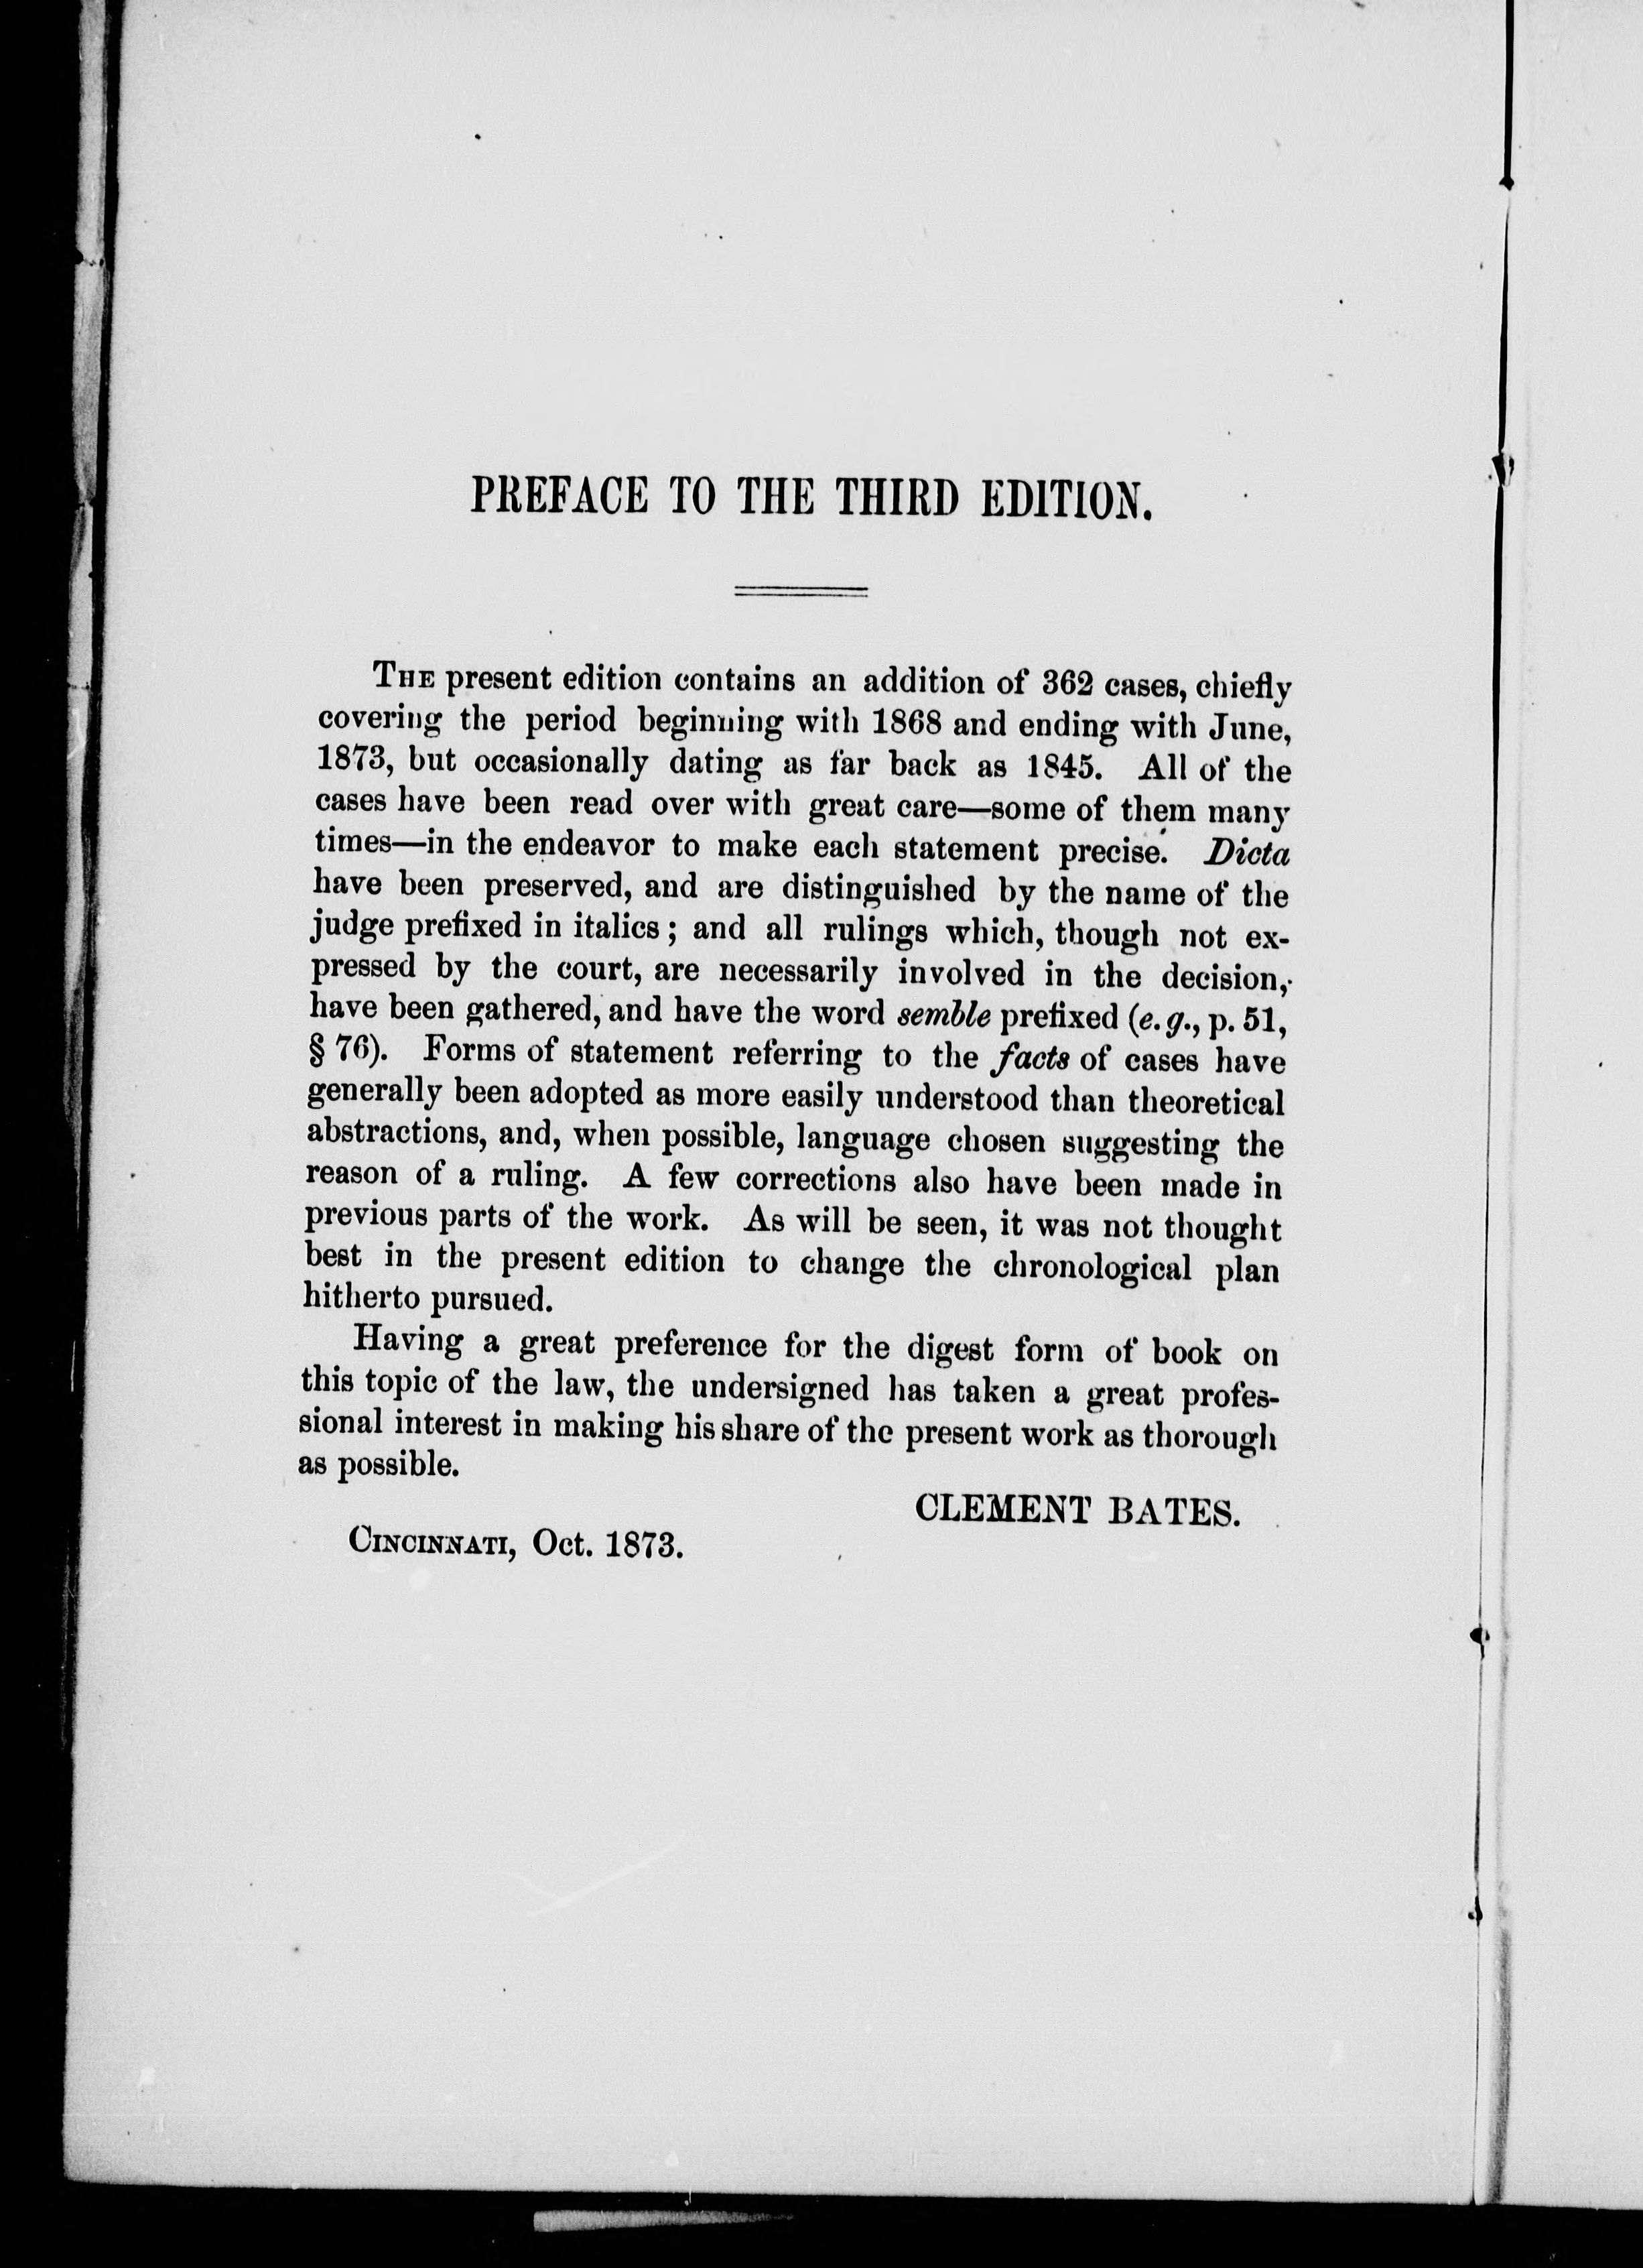 PREFACE TO THE THIRD EDITION.
THE present edition contains an addition of 362 cases, chiefly
covering the period beginning with 1868 and ending with June,
1873, but occasionally dating as far back as 1845. All of the
cases have been read over with great care—some of them many
times—in the endeavor to make each statement precise. Dicta
have been preserved, and are distinguished by the name of the
judge prefixed in italics; and all rulings which, though not ex-
pressed by the court, are necessarily involved in the decision,
have been gathered, and have the word semble prefixed (e. g., p. 51,
§ 76). Forms of statement referring to the facts of cases have
generally been adopted as more easily understood than theoretical
abstractions, and, when possible, language chosen suggesting the
reason of a ruling. A few corrections also have been made in
previous parts of the work. As will be seen, it was not thought
best in the present edition to change the chronological plan
hitherto pursued.
Having a great preference for the digest form of book on
this topic of the law, the undersigned has taken a great profes-
sional interest in making his share of the present work as thorough
as possible.
CLEMENT BATES.
CINCINNATI, Oct. 1873.